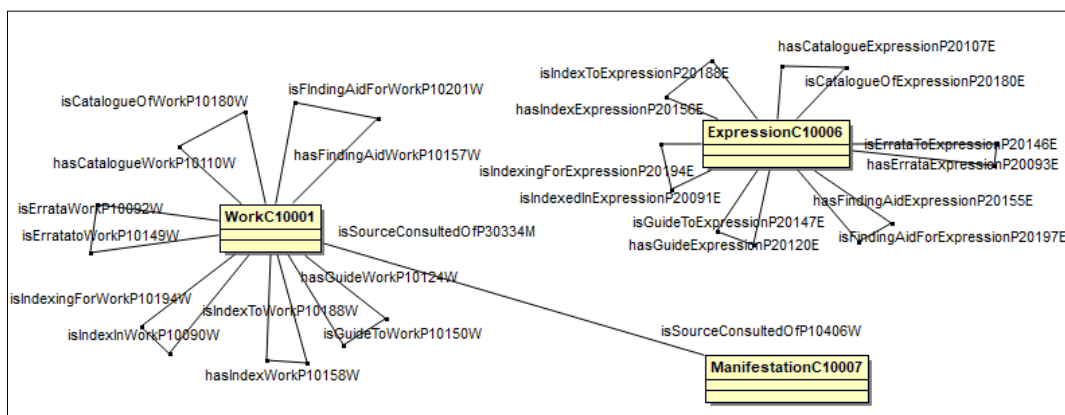 hasCatalogueExpressionP20107E
isIndexToExpressionP20188E
isCatalogueOfExpressionP20180E
isCatalogueOfWorkP10180W
isFIndingAidForWorkP10201W
hasIndexExpressionP20156E
ExpressionC10006
isErrataToExpressionP20146E
hasCatalogueWorkP10110W
hasFindingAidWorkP10157W
hasErrataExpressionP20093E
isIndexingForExpressionP20194E
isErrataWorkP10092W
isIndexedInExpressionP20091E
hasFindingAidExpressionP20155E
WorkC10001
isGuideToExpressionP20147E
isErratatoWorkP10149W
isSourceConsultedOfP30334M
hasGuideExpressionP20120E
isFindingAidForExpressionP20197E
hasGuideWorkP10124W
isIndexingForWorkP10194W
isIndexToWorkP10188W
isIndexInWorkP10090W
isGuideToWorkP10150W
isSourceConsultedOfP10406W
hasIndexWorkP10158W
ManifestationC10007